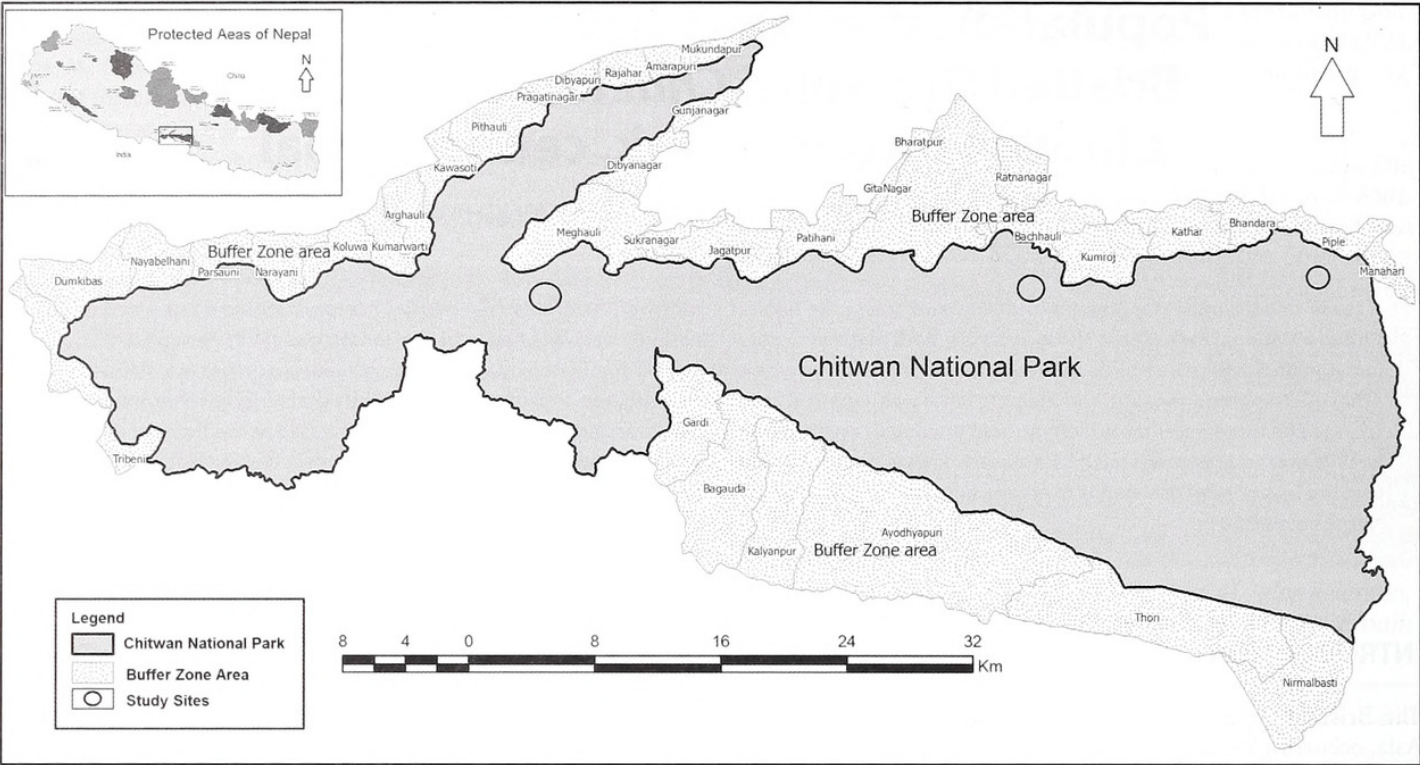 Protected Aeas of Nepal
N
China
India
N
Mukundapur
Amarapuri
Rajahar
Dibyapuri
Pragatinagar
Gunjanagar
Pithauli
Kawasoti
Dibyanagar
Bharatpur
Ratnanagar
GitaNagar
Arghauli
Buffer Zone area
Meghauli
Sukranagar
Jagatpur
Patihani
Bachhauli
Kathar
Bhandara
Piple
Manahari
Kumroj
Buffer Zone area
Koluwa
Kumarwarti
Nayabelhani
Parsauni
Narayani
Dumkibas
Chitwan National Park
Gardi
Tribeni
Bagauda
Ayodhyapuri
Kalyanpur
Buffer Zone area
Thori
Nirmalbasti
Legend
Chitwan National Park
Buffer Zone Area
Study Sites
8 4 0 8 16 24 32
Km